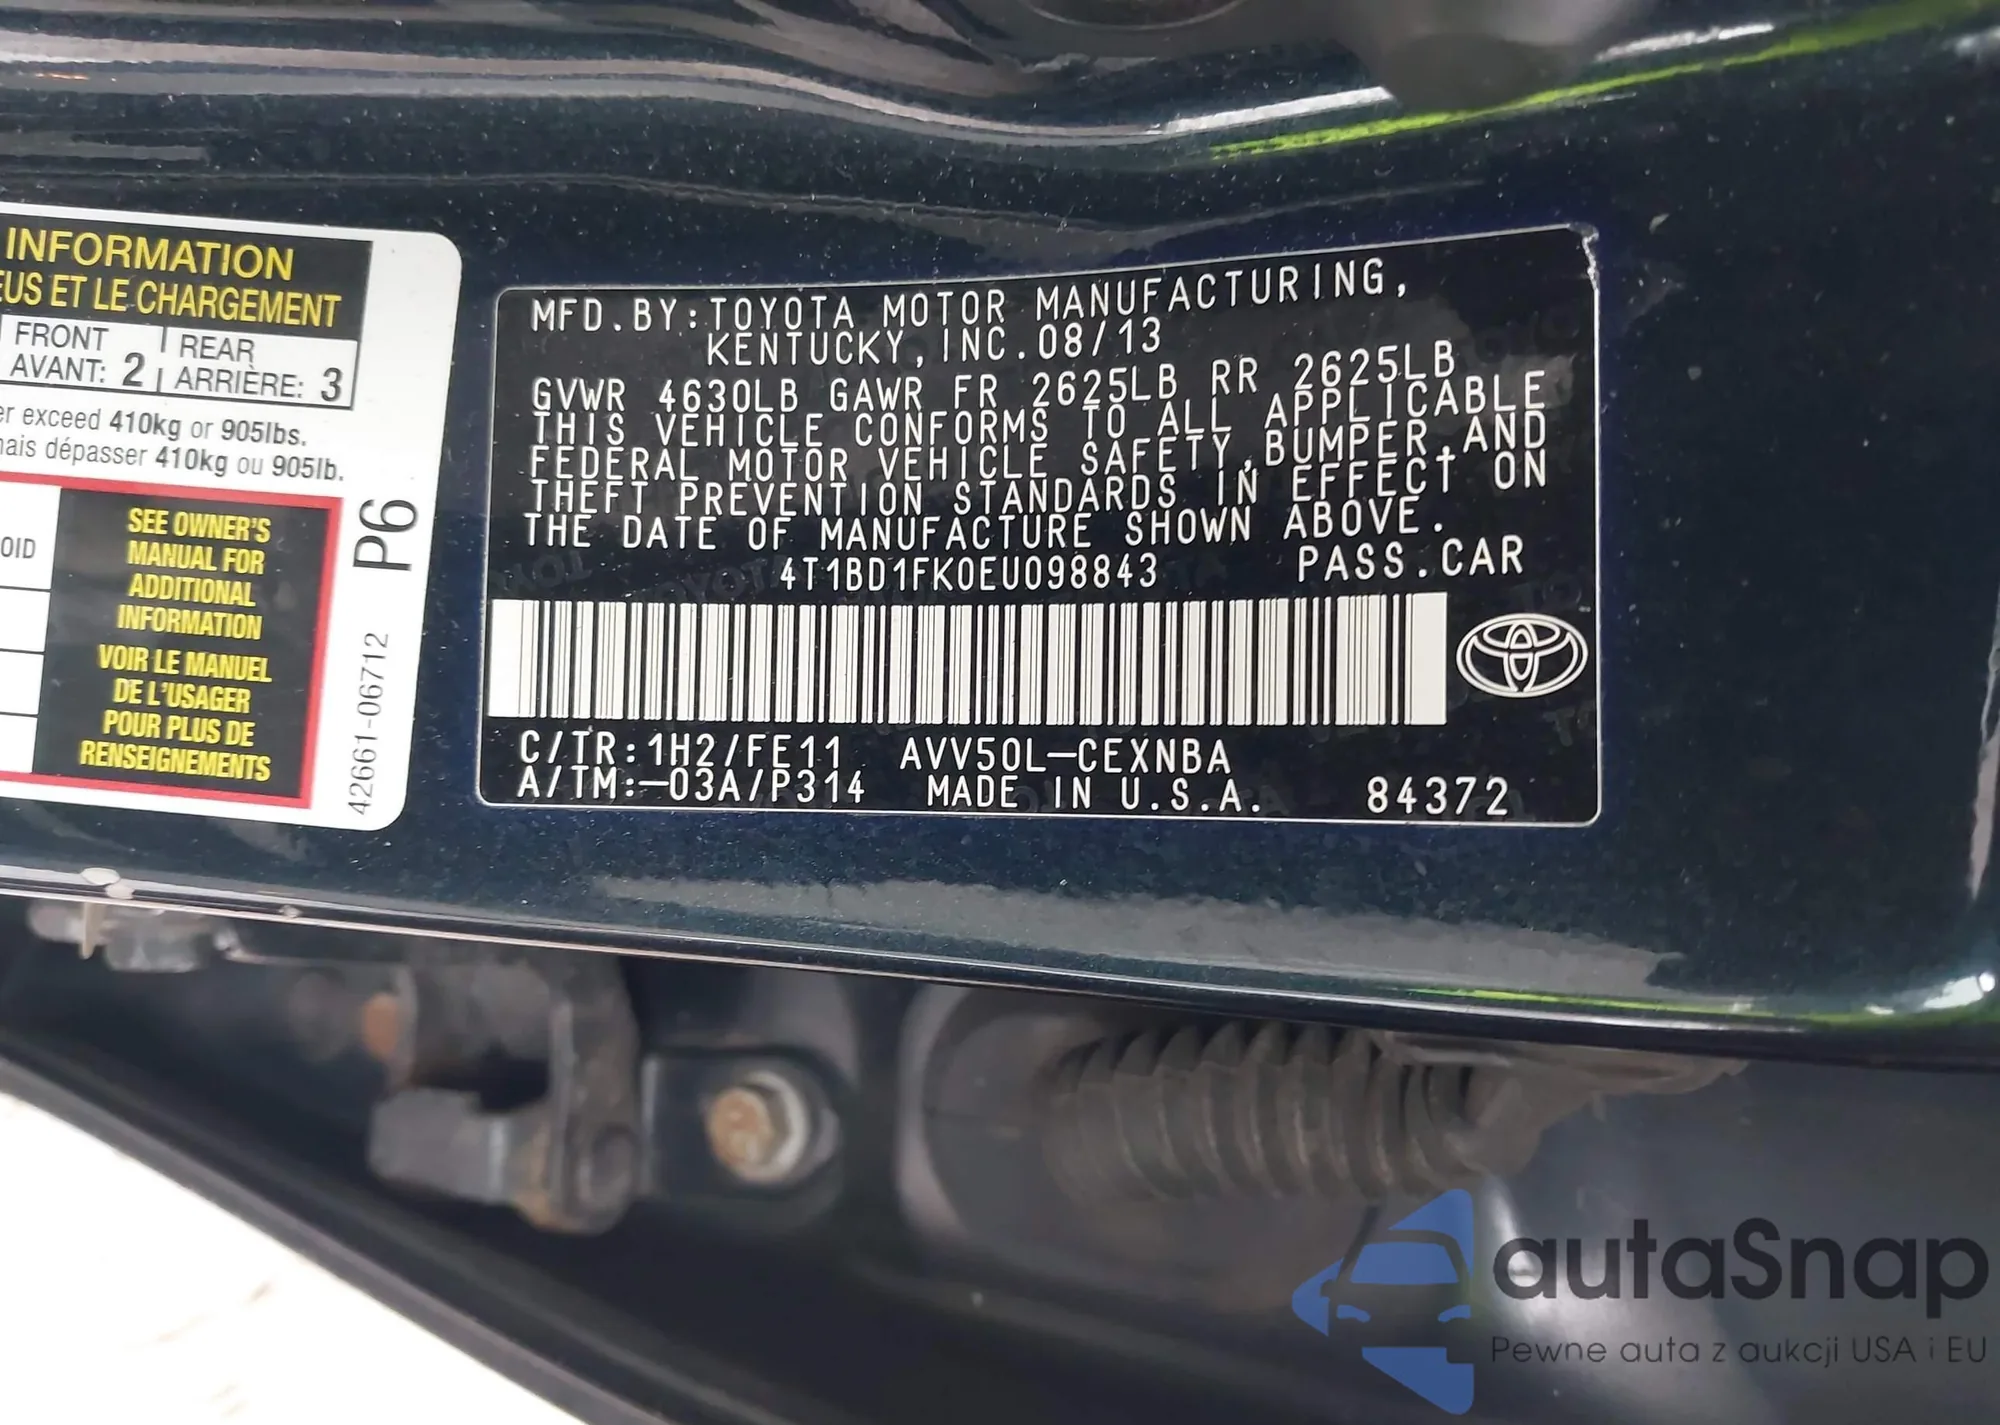 INFORMATION
EUS ET LE CHARGEMENT
FRONT
AVANT: 2
REAR
ARRIÈRE: 3
er exceed 410kg or 905lbs.
mais dépasser 410kg ou 905lb.
OID
SEE OWNER'S
MANUAL FOR
ADDITIONAL
INFORMATION
VOIR LE MANUEL
DE L'USAGER
POUR PLUS DE
RENSEIGNEMENTS
P6
42661-06712
MFD.BY:TOYOTA MOTOR MANUFACTURING,
KENTUCKY,INC.08/13
GVWR 4630LB GAWR FR 2625LB RR 2625LB
THIS VEHICLE CONFORMS TO ALL APPLICABLE
FEDERAL MOTOR VEHICLE SAFETY,BUMPER,AND
THEFT PREVENTION STANDARDS IN EFFECT ON
THE DATE OF MANUFACTURE SHOWN ABOVE.
4T1BD1FK0EU098843 PASS.CAR
C/TR:1H2/FE11 AVV50L-CEXNBA
A/TM:-03A/P314 MADE IN U.S.A. 84372
autaSnap
Pewne auta z aukcji USA i EU